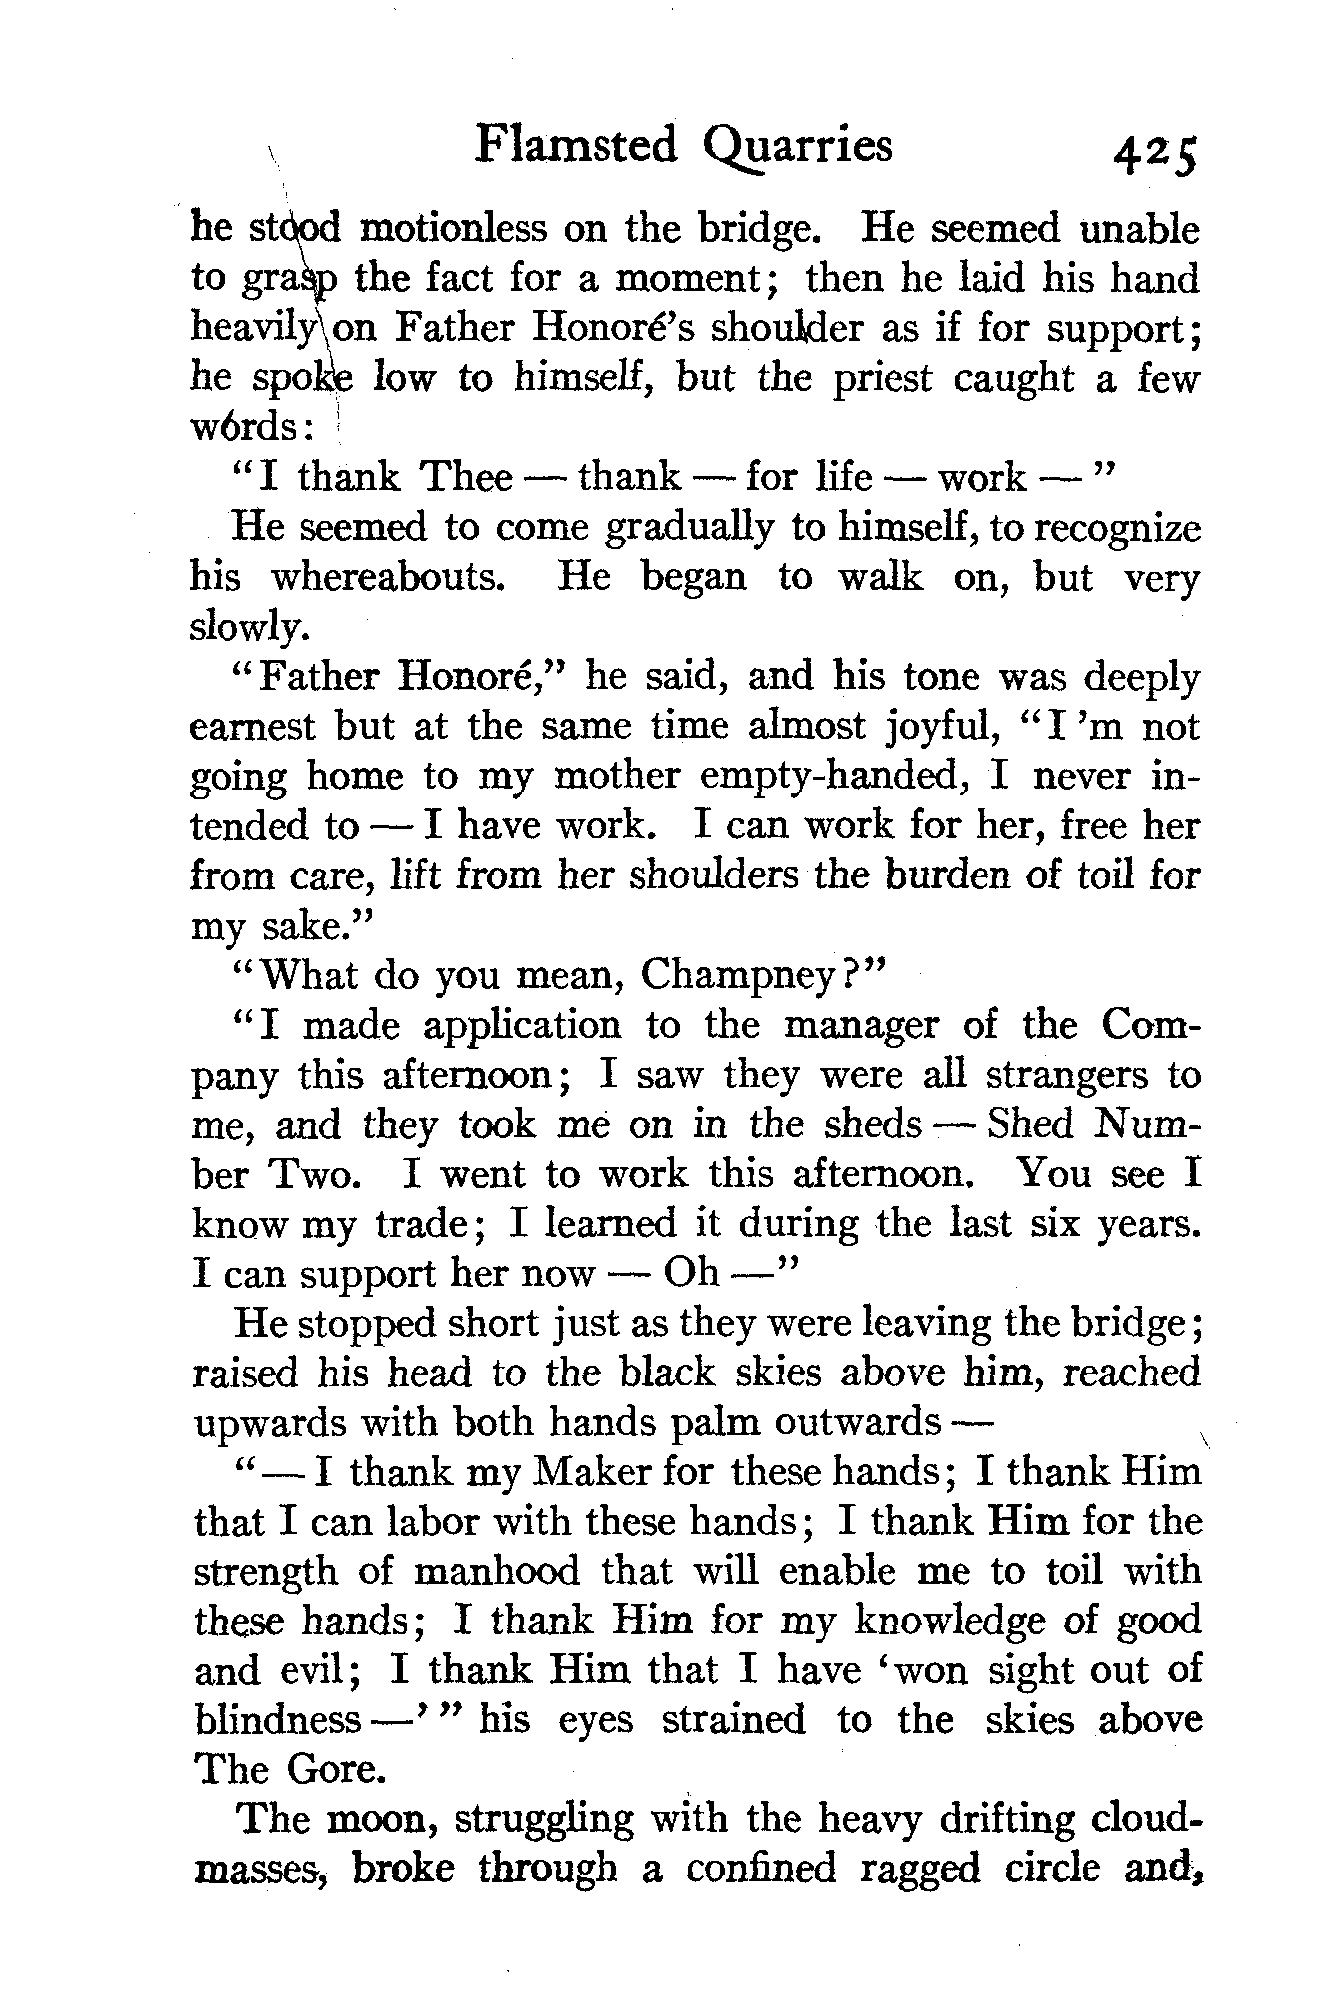 Flamsted Quarries 425
he stood motionless on the bridge. He seemed unable
to grasp the fact for a moment; then he laid his hand
heavily on Father Honoré's shoulder as if for support;
he spoke low to himself, but the priest caught a few
words:
"I thank Thee — thank — for life — work — "
He seemed to come gradually to himself, to recognize
his whereabouts. He began to walk on, but very
slowly.
"Father Honoré," he said, and his tone was deeply
earnest but at the same time almost joyful, "I 'm not
going home to my mother empty-handed, I never in-
tended to — I have work. I can work for her, free her
from care, lift from her shoulders the burden of toil for
my sake."
"What do you mean, Champney?"
"I made application to the manager of the Com-
pany this afternoon; I saw they were all strangers to
me, and they took me on in the sheds — Shed Num-
ber Two. I went to work this afternoon. You see I
know my trade; I learned it during the last six years.
I can support her now — Oh —"
He stopped short just as they were leaving the bridge;
raised his head to the black skies above him, reached
upwards with both hands palm outwards —
"— I thank my Maker for these hands; I thank Him
that I can labor with these hands; I thank Him for the
strength of manhood that will enable me to toil with
these hands; I thank Him for my knowledge of good
and evil; I thank Him that I have 'won sight out of
blindness —' " his eyes strained to the skies above
The Gore.
The moon, struggling with the heavy drifting cloud-
masses, broke through a confined ragged circle and,